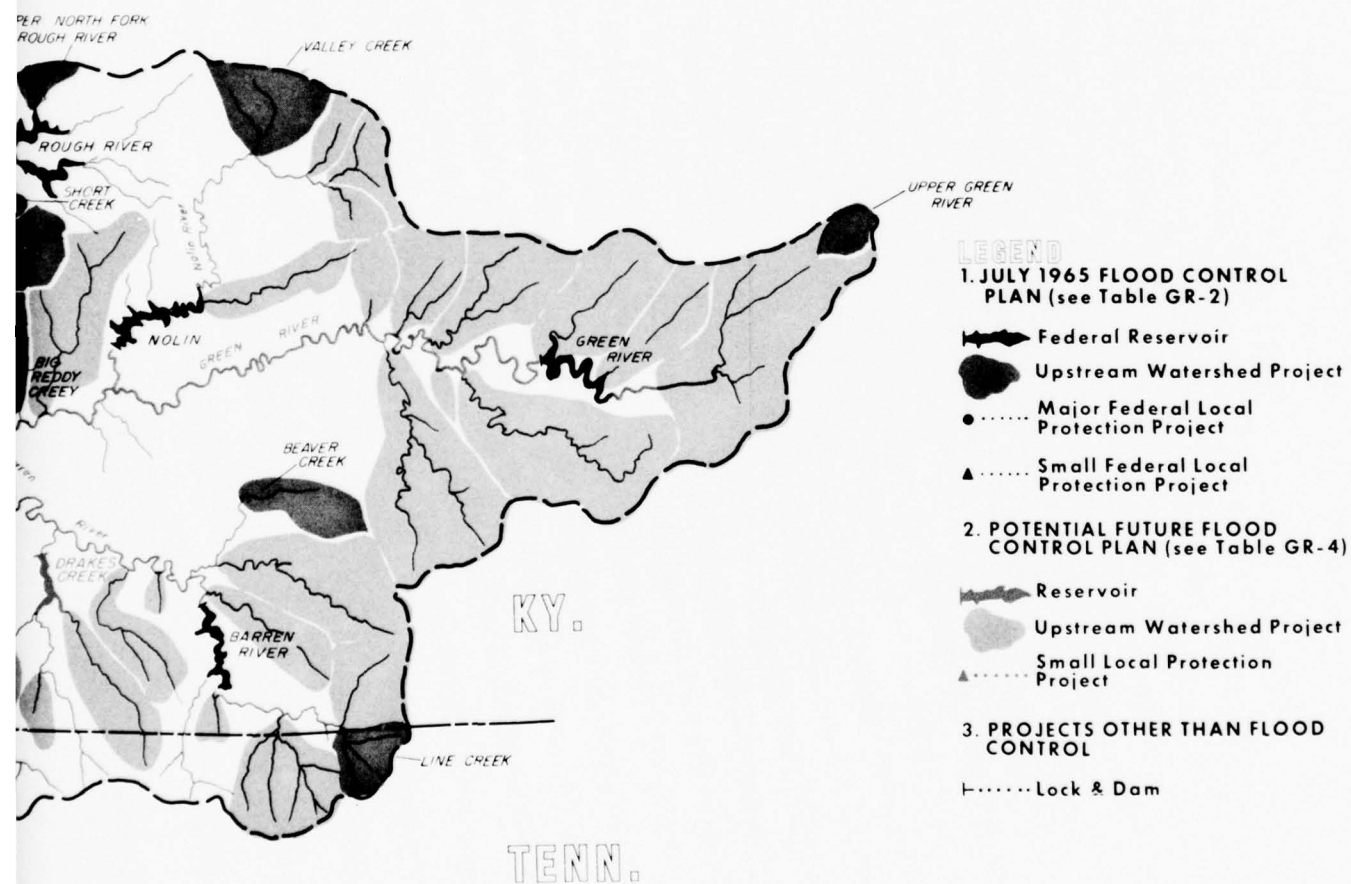 PER NORTH FORK
ROUGH RIVER
VALLEY CREEK
ROUGH RIVER
SHORT
CREEK
Nolin River
UPPER GREEN
RIVER
NOLIN
GREEN RIVER
GREEN
RIVER
BIG
REDDY
CREEY
BEAVER
CREEK
River
DRAKES
CREEK
BARREN
RIVER
LINE CREEK
KY.
TENN.
LEGEND
1. JULY 1965 FLOOD CONTROL
PLAN (see Table GR-2)
Federal Reservoir
Upstream Watershed Project
Major Federal Local
Protection Project
Small Federal Local
Protection Project
2. POTENTIAL FUTURE FLOOD
CONTROL PLAN (see Table GR-4)
Reservoir
Upstream Watershed Project
Small Local Protection
Project
3. PROJECTS OTHER THAN FLOOD
CONTROL
Lock & Dam